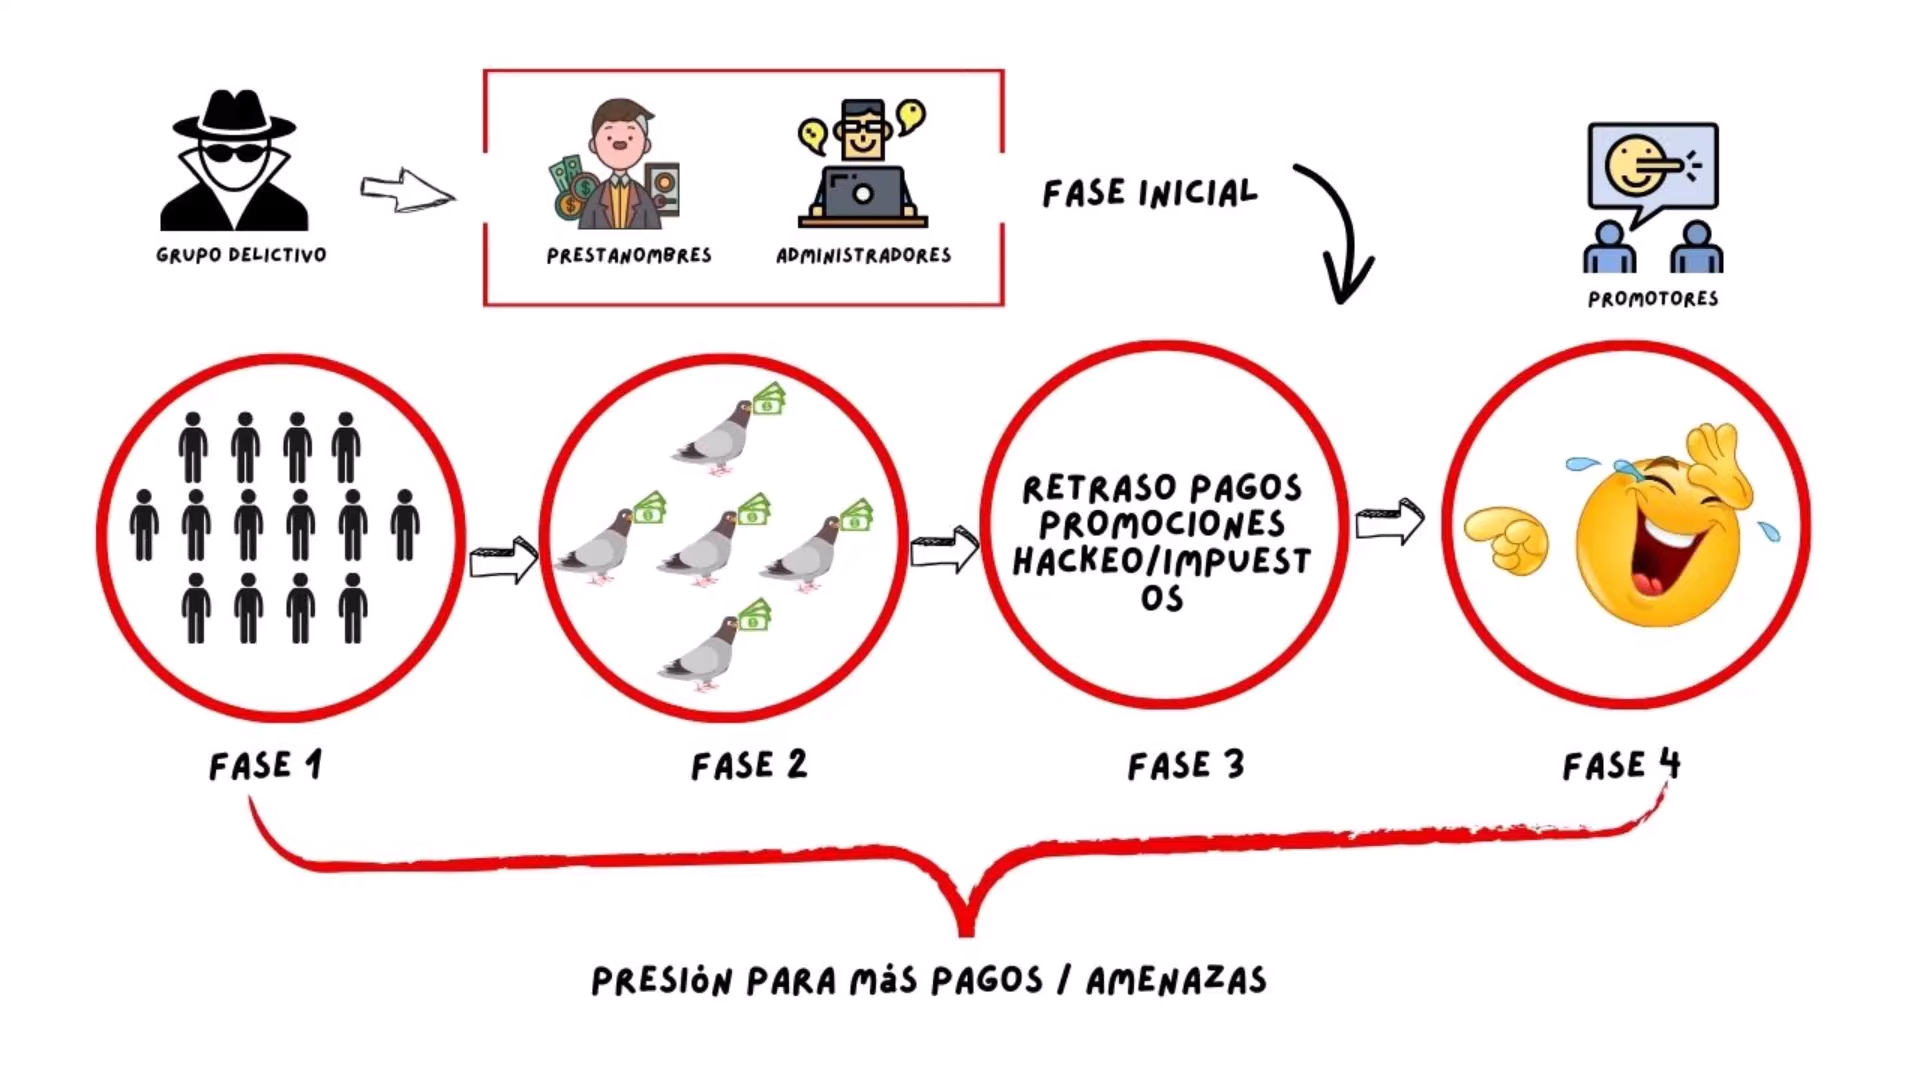 GRUPO DELICTIVO
PRESTANOMBRES
ADMINISTRADORES
FASE INICIAL
PROMOTORES
RETRASO PAGOS
PROMOCIONES
HACKEO/IMPUEST
OS
FASE 1
FASE 2
FASE 3
FASE 4
PRESIÓN PARA MÁS PAGOS / AMENAZAS